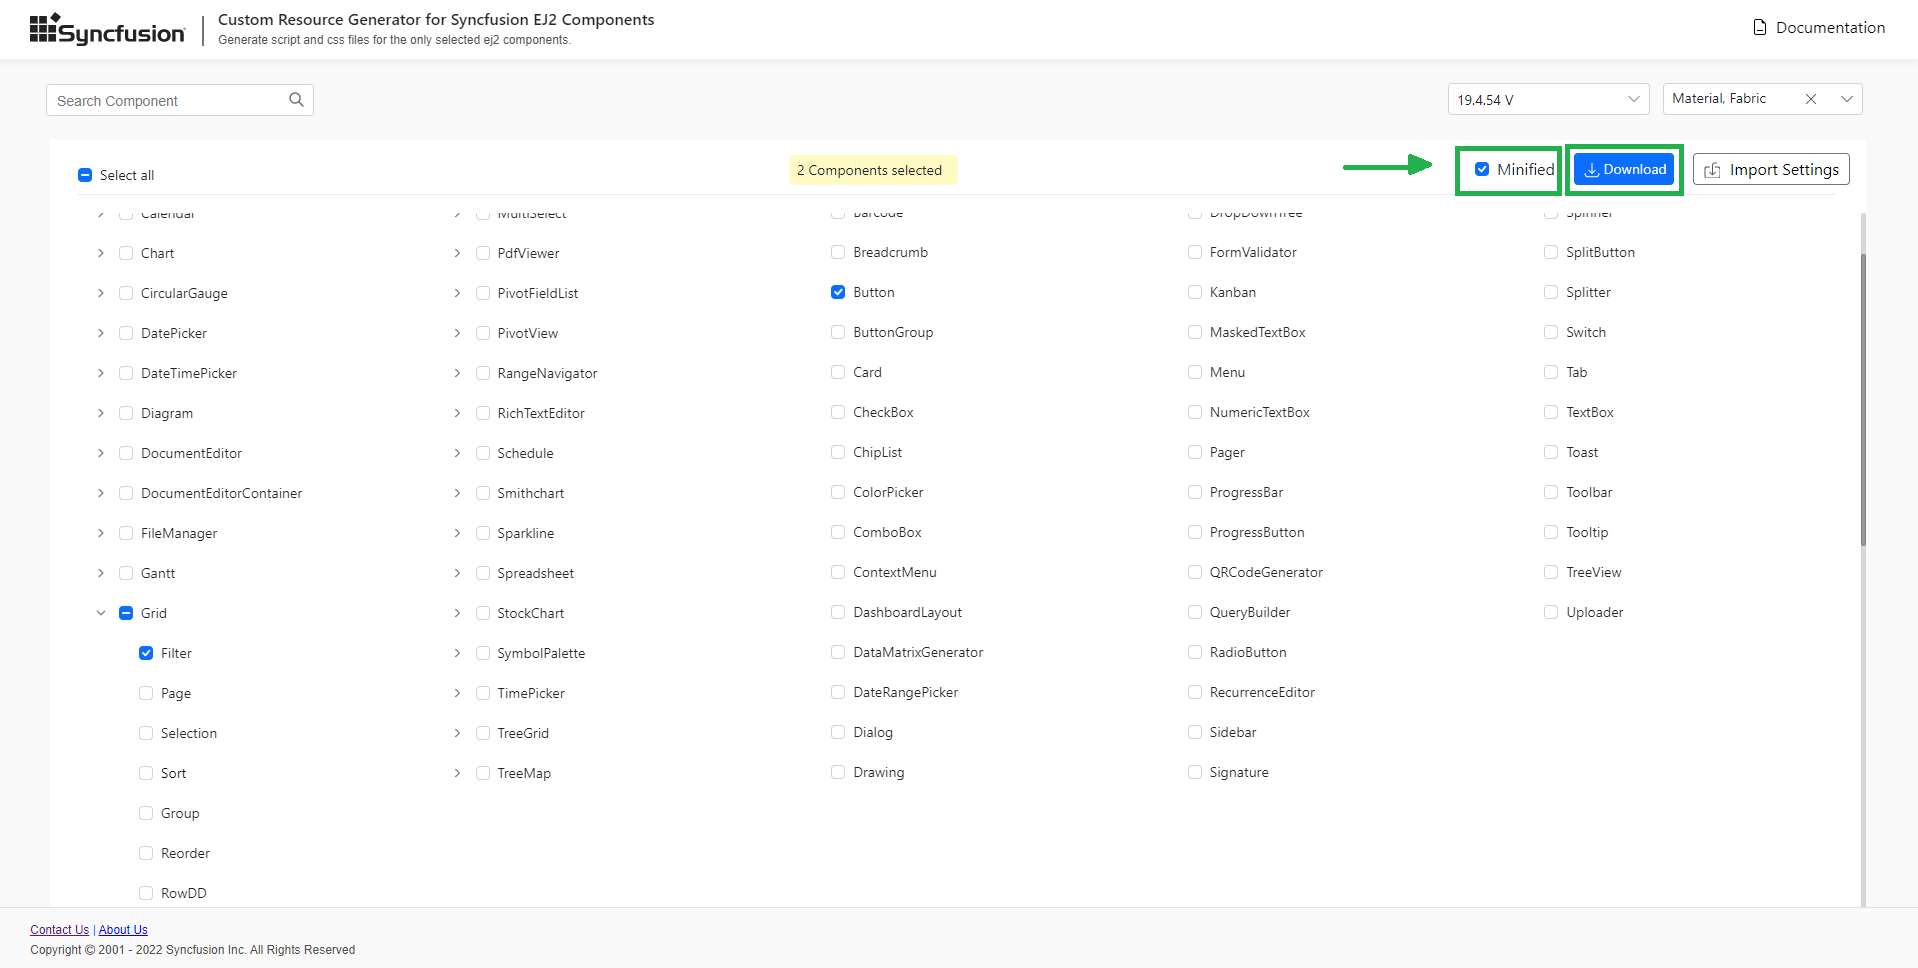 Syncfusion
Custom Resource Generator for Syncfusion EJ2 Components
Generate script and css files for the only selected ej2 components.
Documentation
Search Component
19.4.54 V
Material, Fabric
Select all
2 Components selected
Minified
Download
Import Settings
Calendar
Chart
CircularGauge
DatePicker
DateTimePicker
Diagram
DocumentEditor
DocumentEditorContainer
FileManager
Gantt
Grid
Filter
Page
Selection
Sort
Group
Reorder
RowDD
MultiSelect
PdfViewer
PivotFieldList
PivotView
RangeNavigator
RichTextEditor
Schedule
Smithchart
Sparkline
Spreadsheet
StockChart
SymbolPalette
TimePicker
TreeGrid
TreeMap
Barcode
Breadcrumb
Button
ButtonGroup
Card
CheckBox
ChipList
ColorPicker
ComboBox
ContextMenu
DashboardLayout
DataMatrixGenerator
DateRangePicker
Dialog
Drawing
DropDownTree
FormValidator
Kanban
MaskedTextBox
Menu
NumericTextBox
Pager
ProgressBar
ProgressButton
QRCodeGenerator
QueryBuilder
RadioButton
RecurrenceEditor
Sidebar
Signature
Spinner
SplitButton
Splitter
Switch
Tab
TextBox
Toast
Toolbar
Tooltip
TreeView
Uploader
Contact Us | About Us
Copyright © 2001 - 2022 Syncfusion Inc. All Rights Reserved